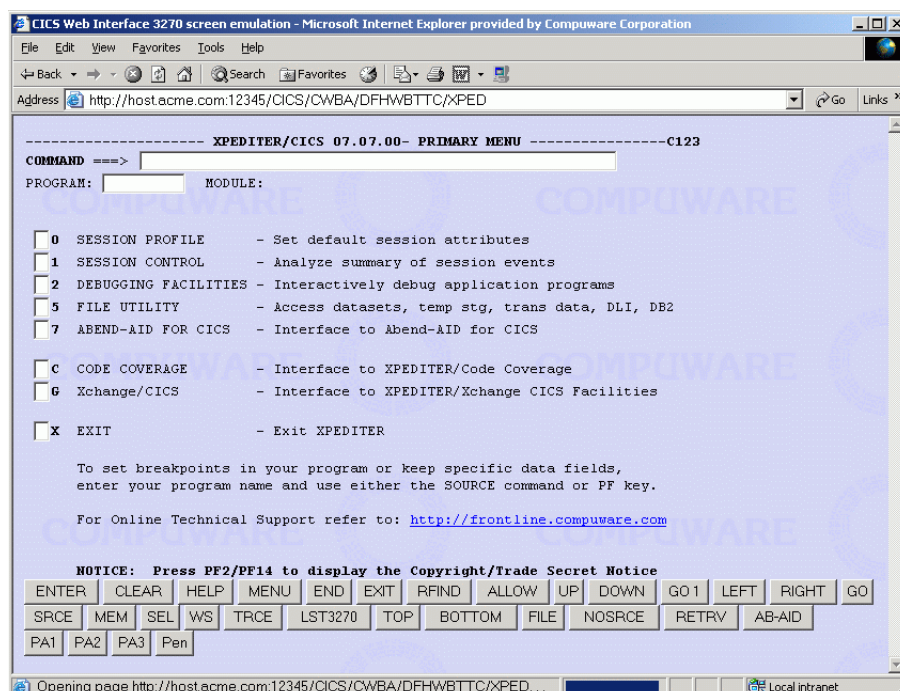 CICS Web Interface 3270 screen emulation - Microsoft Internet Explorer provided by Compuware Corporation
File Edit View Favorites Tools Help
Back Search Favorites
Address http://host.acme.com:12345/CICS/CWBA/DFHWBTTC/XPED Go Links »
--------------------- XPEDITER/CICS 07.07.00- PRIMARY MENU ----------------C123
COMMAND ===>
PROGRAM: MODULE:
COMPUWARE COMPUWARE
0 SESSION PROFILE - Set default session attributes
1 SESSION CONTROL - Analyze summary of session events
2 DEBUGGING FACILITIES - Interactively debug application programs
5 FILE UTILITY - Access datasets, temp stg, trans data, DLI, DB2
7 ABEND-AID FOR CICS - Interface to Abend-AID for CICS
COMPUWARE COMPUWARE
C CODE COVERAGE - Interface to XPEDITER/Code Coverage
G Xchange/CICS - Interface to XPEDITER/Xchange CICS Facilities
X EXIT - Exit XPEDITER
To set breakpoints in your program or keep specific data fields,
enter your program name and use either the SOURCE command or PF key.
For Online Technical Support refer to: http://frontline.compuware.com
COMPUWARE COMPUWARE
NOTICE: Press PF2/PF14 to display the Copyright/Trade Secret Notice
ENTER CLEAR HELP MENU END EXIT RFIND ALLOW UP DOWN GO 1 LEFT RIGHT GO
SRCE MEM SEL WS TRCE LST3270 TOP BOTTOM FILE NOSRCE RETRV AB-AID
PA1 PA2 PA3 Pen
Opening page http://host.acme.com:12345/CICS/CWBA/DFHWBTTC/XPED... Local intranet